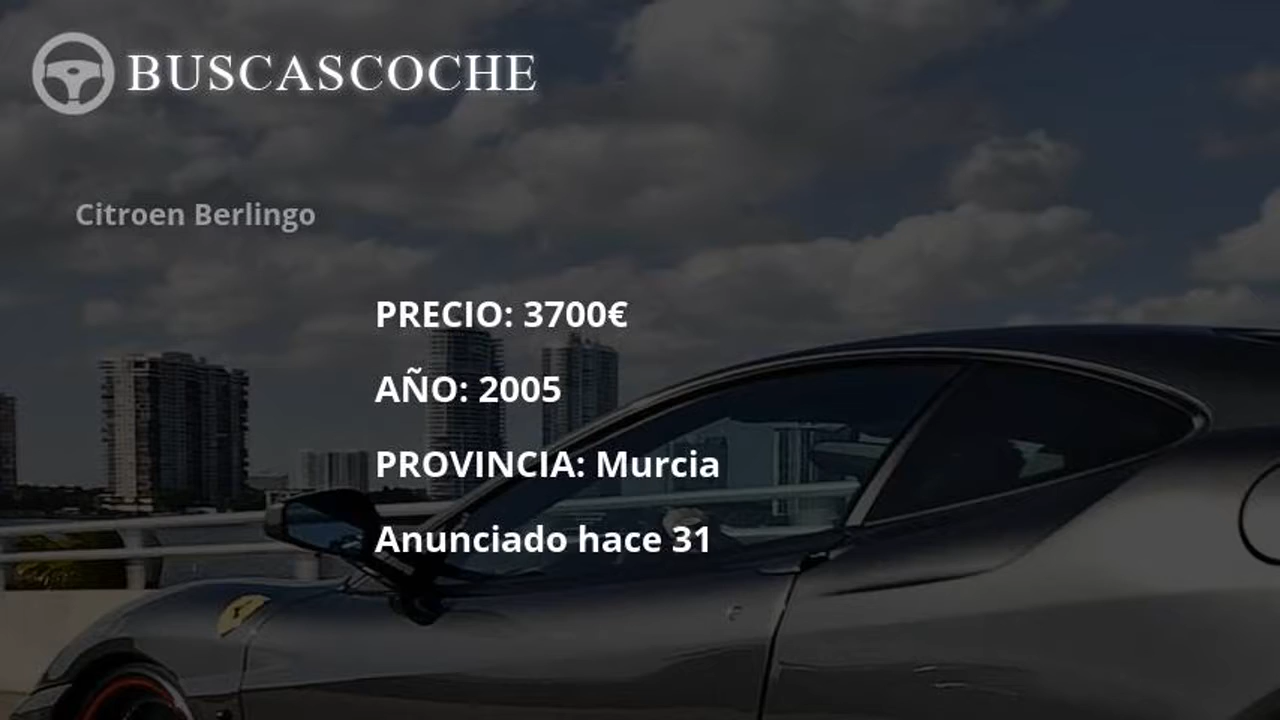 BUSCASCOCHE
Citroen Berlingo
PRECIO: 3700€
AÑO: 2005
PROVINCIA: Murcia
Anunciado hace 31